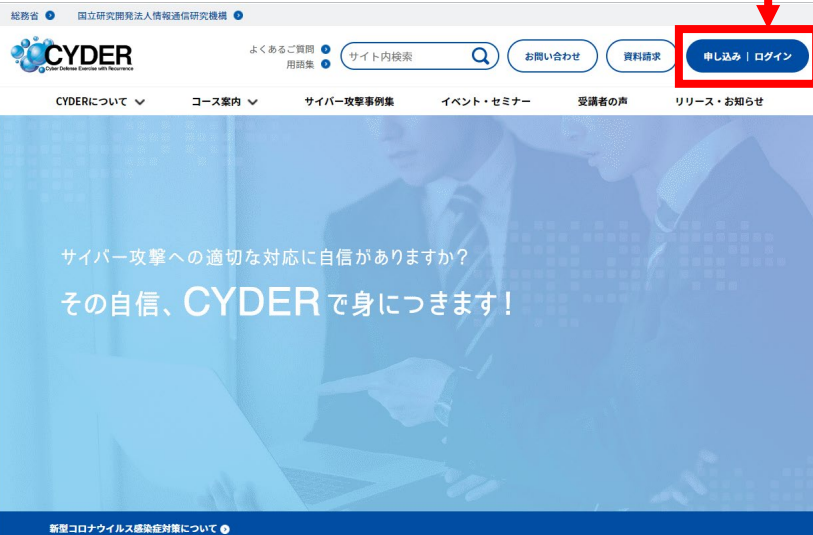 総務省 国立研究開発法人情報通信研究機構
CYDER
Cyber Defense Exercise with Recurrence
よくあるご質問
用語集
サイト内検索
お問い合わせ
資料請求
申し込み | ログイン
CYDERについて コース案内 サイバー攻撃事例集 イベント・セミナー 受講者の声 リリース・お知らせ
サイバー攻撃への適切な対応に自信がありますか?
その自信、CYDERで身につきます!
新型コロナウイルス感染症対策について